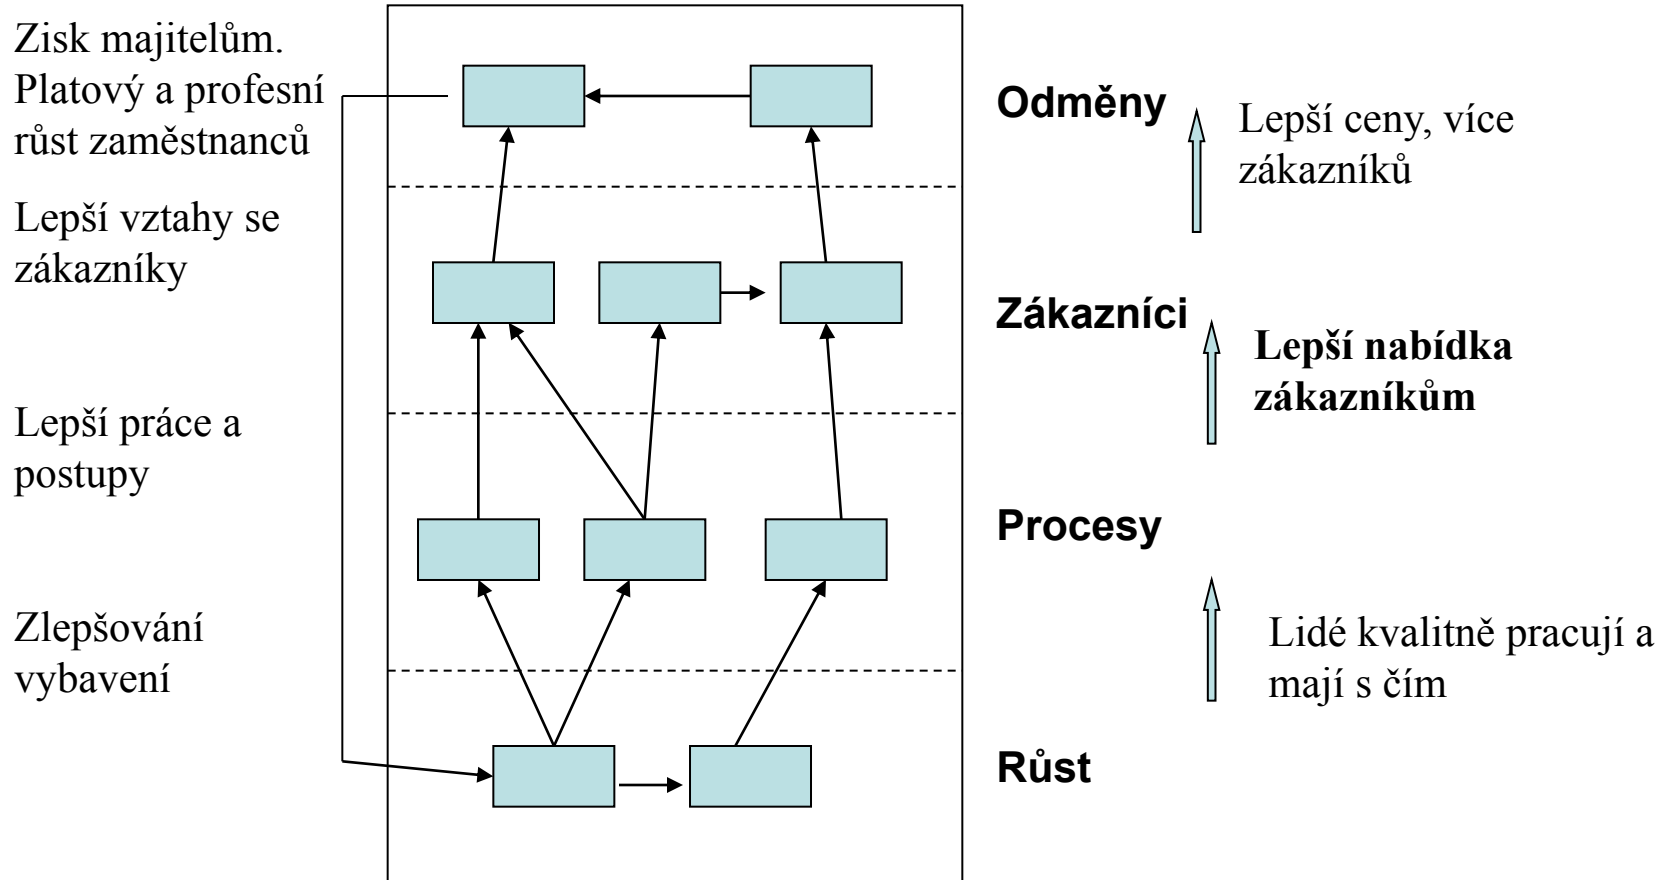 Zisk majitelům.
Platový a profesní
růst zaměstnanců
Odměny
Lepší ceny, více
zákazníků
Lepší vztahy se
zákazníky
Zákazníci
Lepší nabídka
zákazníkům
Lepší práce a
postupy
Procesy
Zlepšování
vybavení
Lidé kvalitně pracují a
mají s čím
Růst